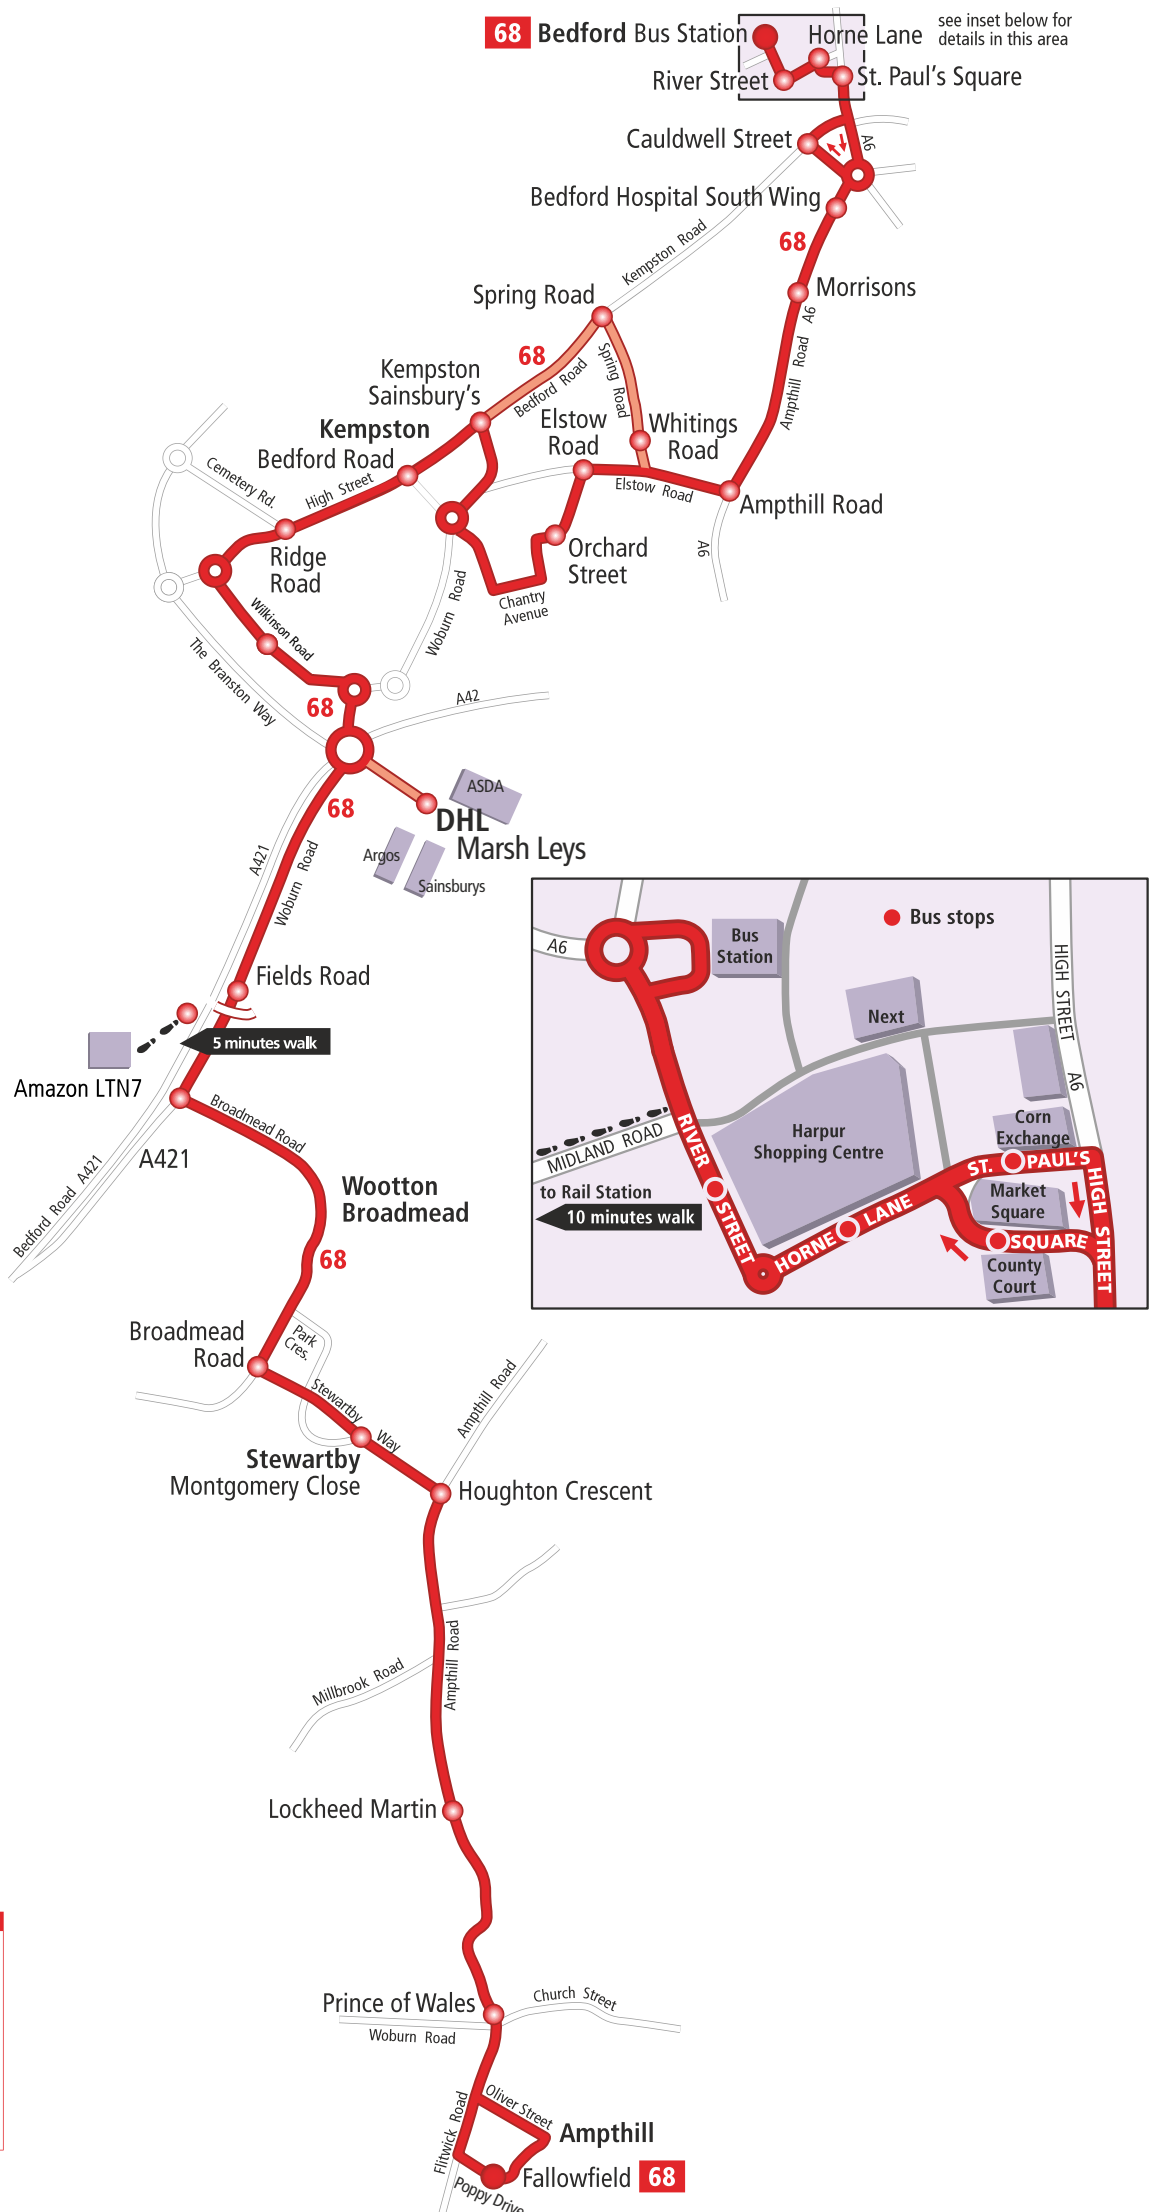 68 Bedford Bus Station
Horne Lane
see inset below for
details in this area
River Street
St. Paul's Square
Cauldwell Street
A6
Bedford Hospital South Wing
68
Kempston Road
Morrisons
Spring Road
A6
Ampthill Road
68
Kempston
Sainsbury's
Bedford Road
Spring Road
Elstow
Road
Whitings
Road
Kempston
Bedford Road
Cemetery Rd.
High Street
Elstow Road
Ampthill Road
A6
Ridge
Road
Orchard
Street
Chantry
Avenue
Woburn Road
Wilkinson Road
The Branston Way
68
A42
68
ASDA
DHL
Marsh Leys
Argos
Sainsburys
A421
Woburn Road
Fields Road
5 minutes walk
Amazon LTN7
Broadmead Road
A421
Bedford Road A421
Wootton
Broadmead
68
Bus stops
A6
Bus
Station
HIGH STREET
Next
A6
MIDLAND ROAD
RIVER STREET
Harpur
Shopping Centre
Corn
Exchange
ST. PAUL'S
to Rail Station
10 minutes walk
Market
Square
HIGH STREET
HORNE LANE
SQUARE
County
Court
Broadmead
Road
Park
Cres.
Stewartby Way
Ampthill Road
Stewartby
Montgomery Close
Houghton Crescent
Ampthill Road
Millbrook Road
Lockheed Martin
Prince of Wales
Church Street
Woburn Road
Oliver Street
Flitwick Road
Ampthill
Fallowfield 68
Poppy Drive